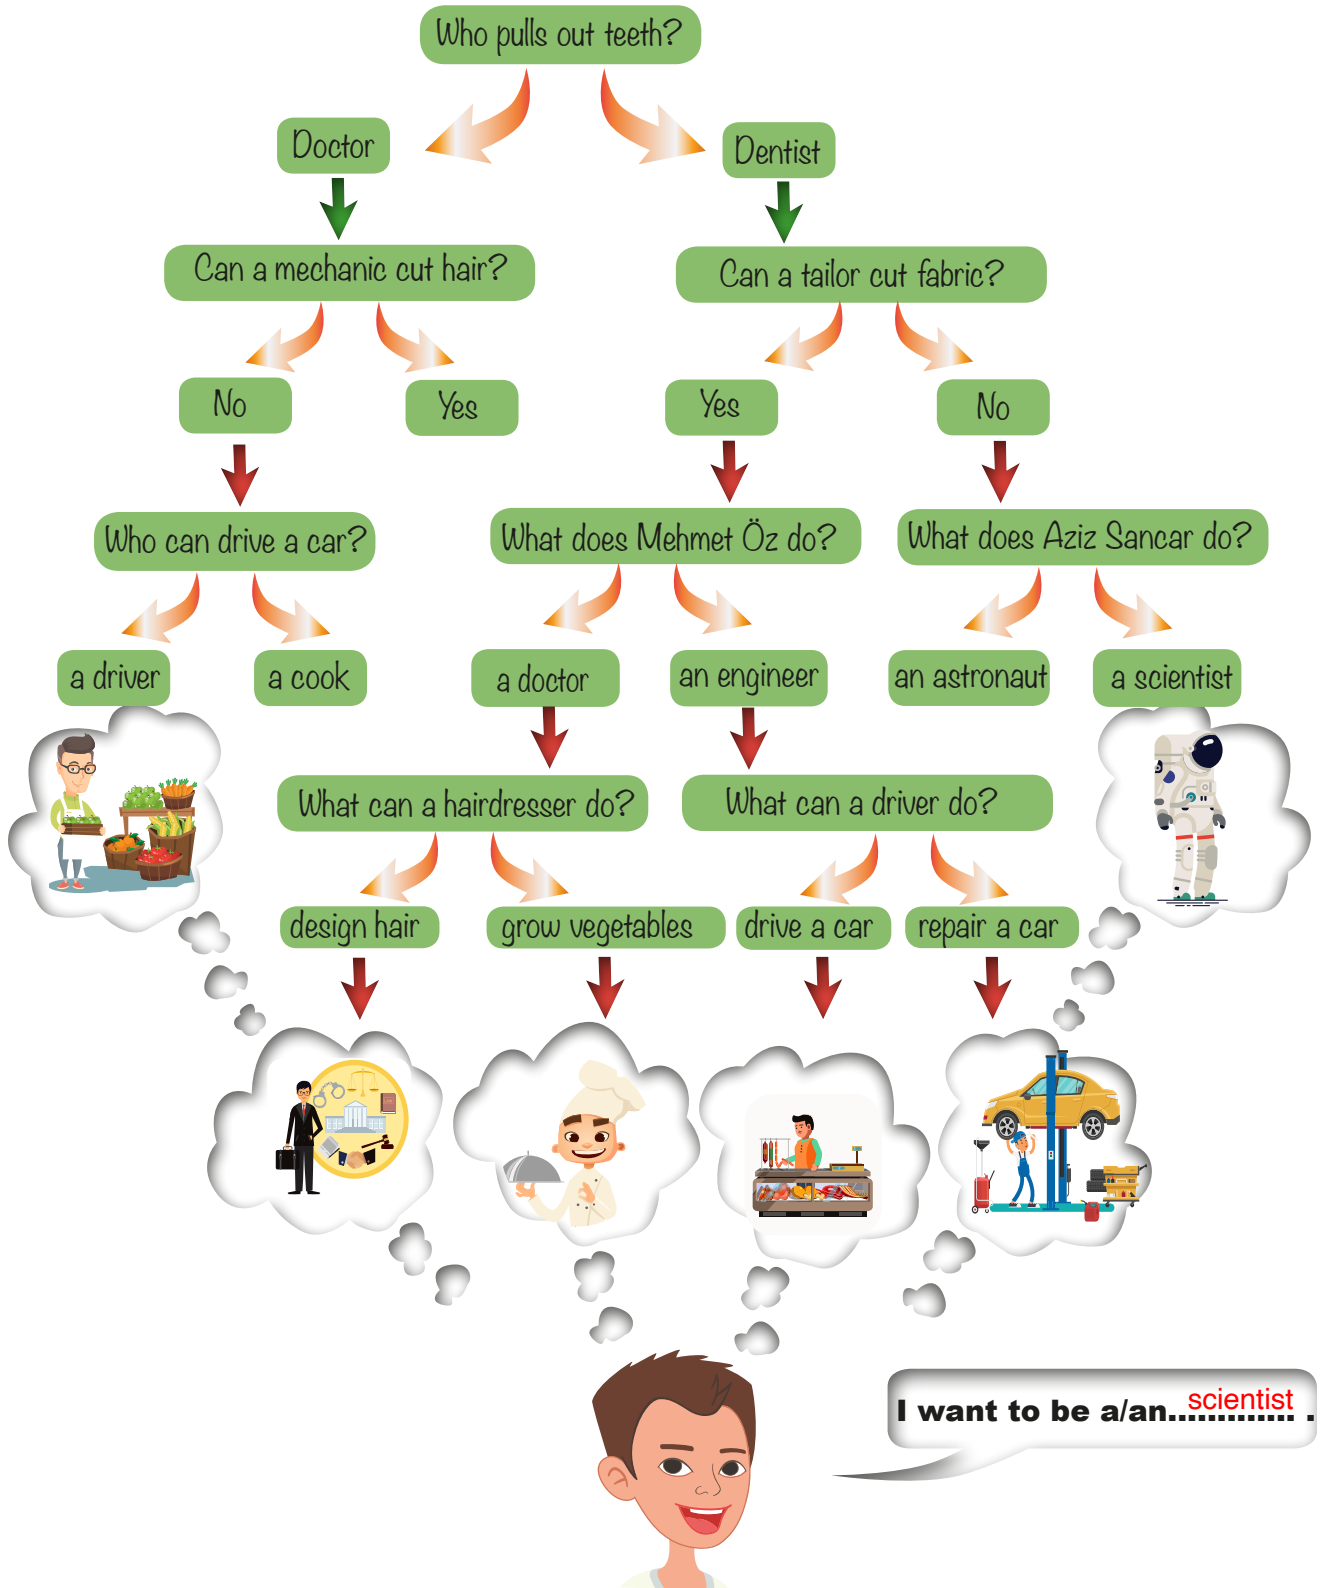 Who pulls out teeth?
Doctor
Dentist
Can a mechanic cut hair?
Can a tailor cut fabric?
No
Yes
Yes
No
Who can drive a car?
What does Mehmet Öz do?
What does Aziz Sancar do?
a driver
a cook
a doctor
an engineer
an astronaut
a scientist
What can a hairdresser do?
What can a driver do?
design hair
grow vegetables
drive a car
repair a car
I want to be a/an.............. .
scientist